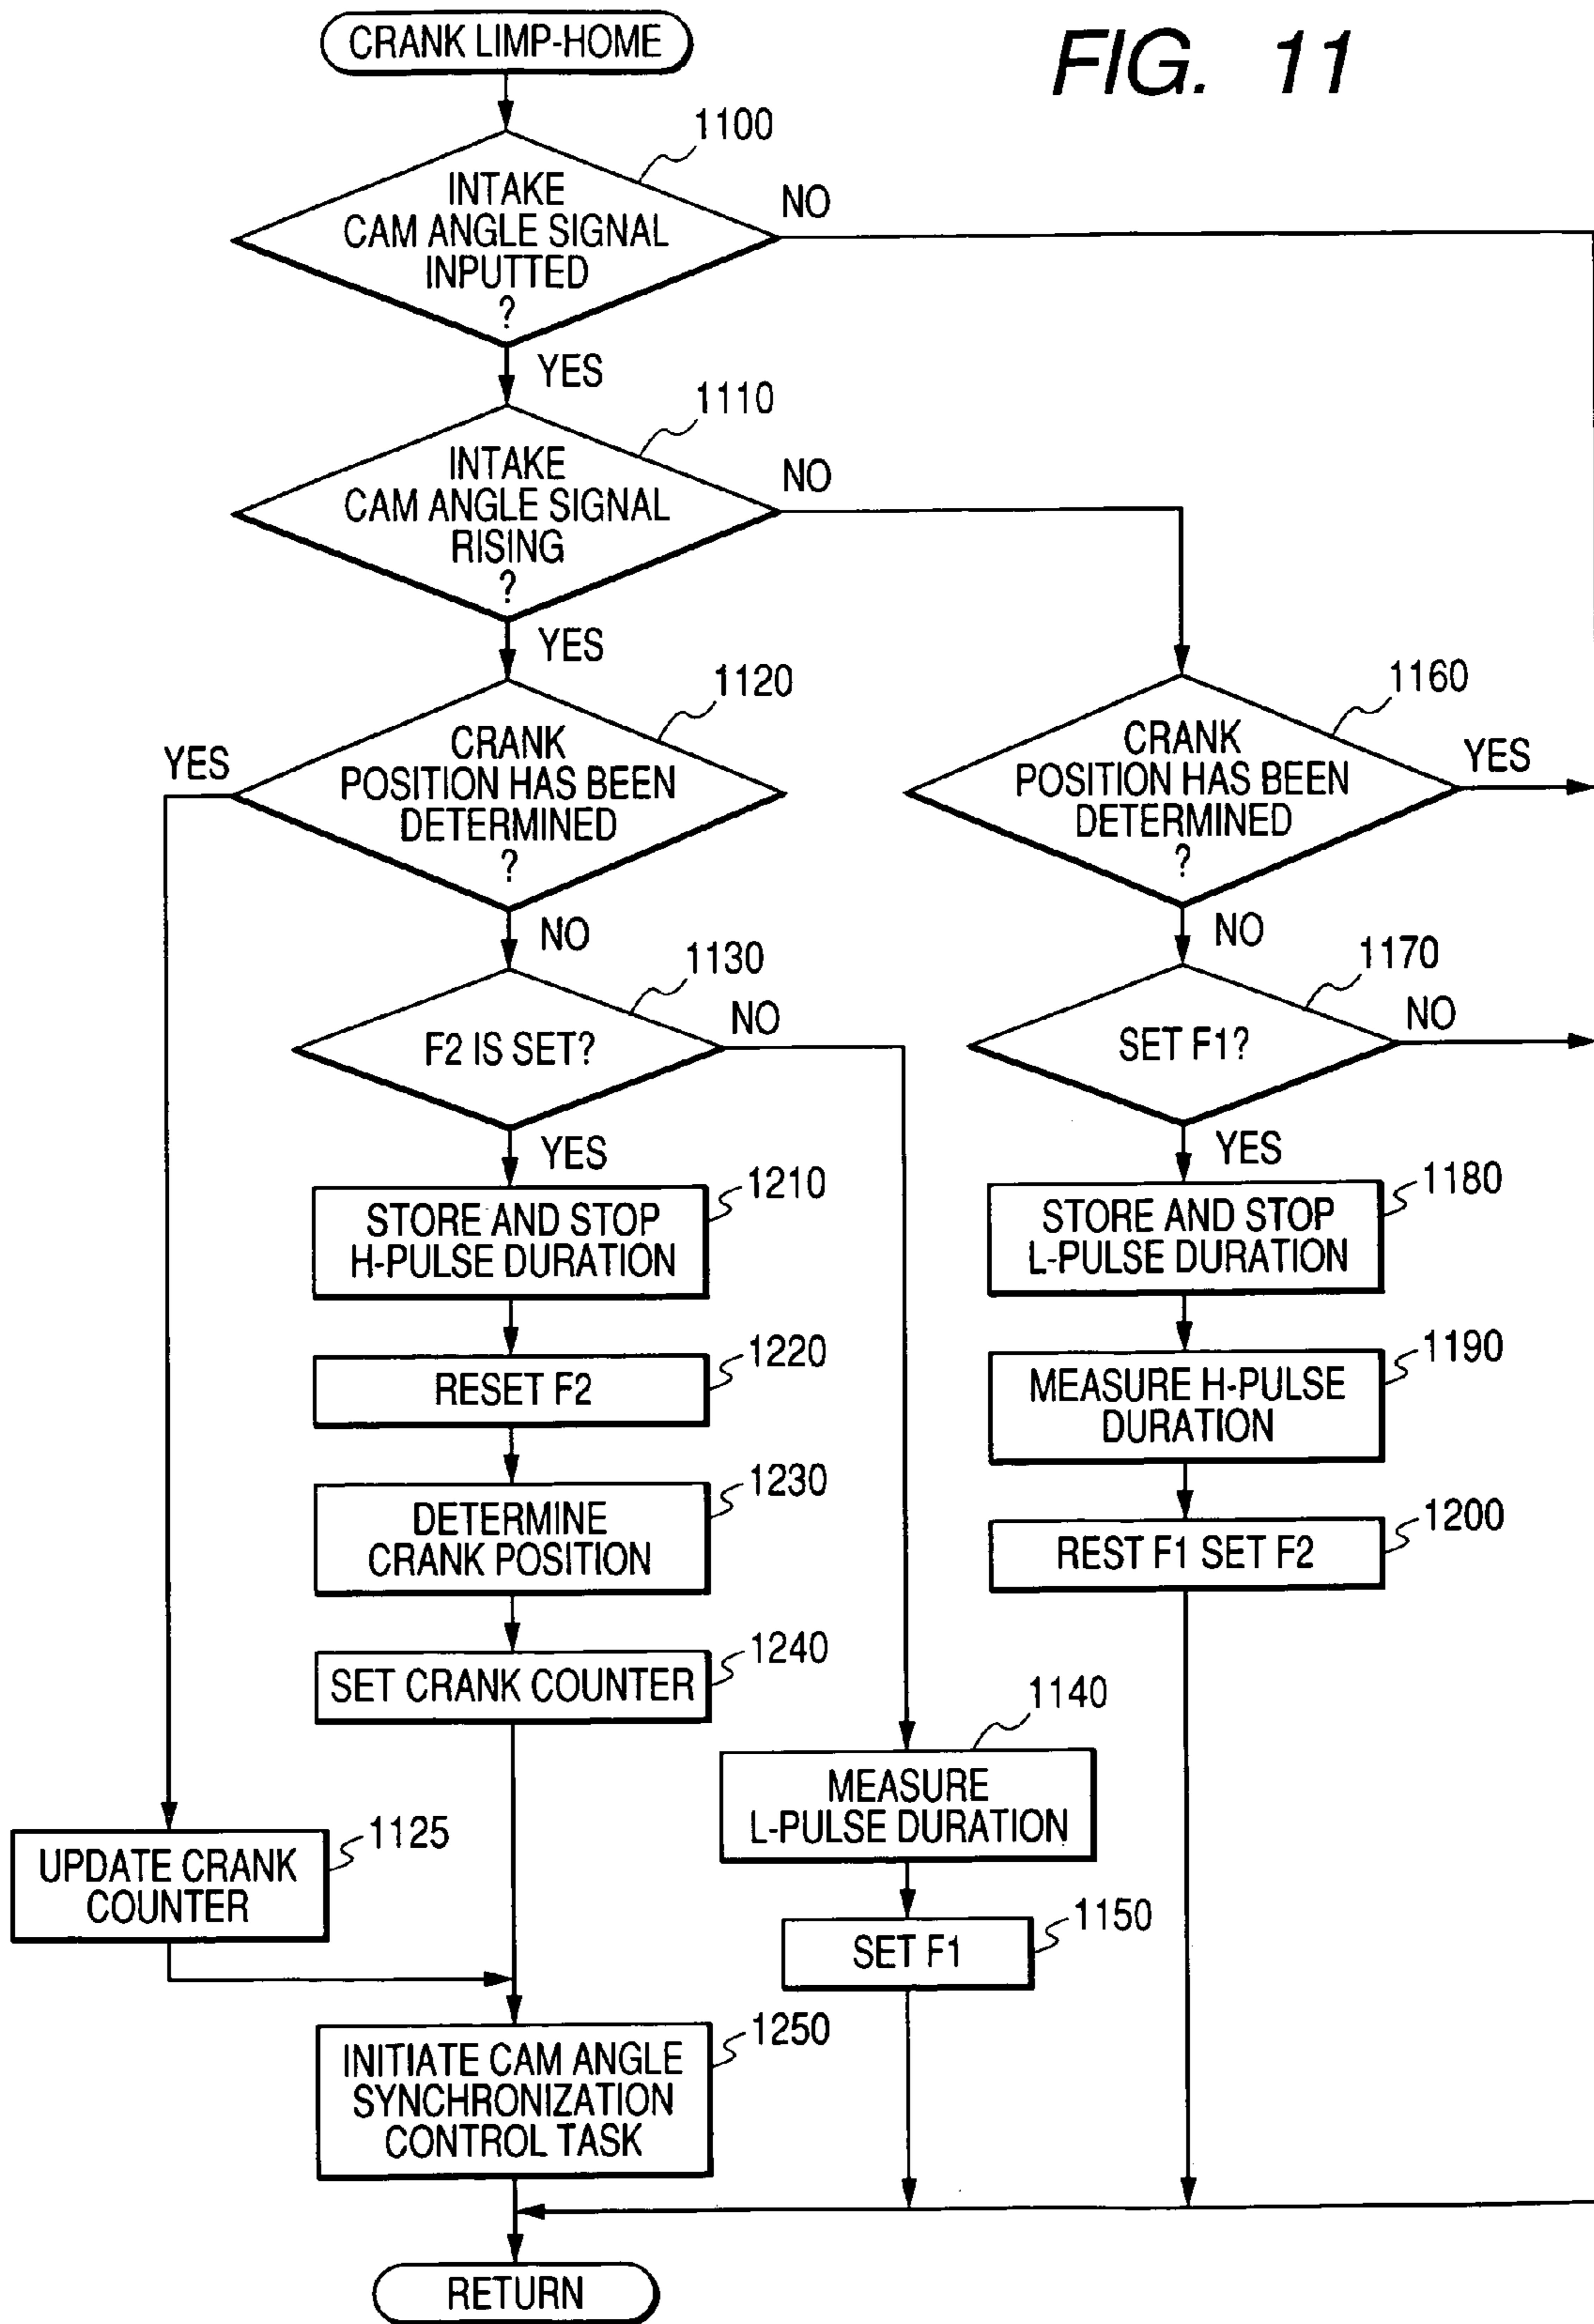 CRANK LIMP-HOME
FIG. 11
1100
INTAKE
CAM ANGLE SIGNAL
INPUTTED
?
NO
YES
1110
INTAKE
CAM ANGLE SIGNAL
RISING
?
NO
YES
1120
CRANK
POSITION HAS BEEN
DETERMINED
?
YES
NO
1160
CRANK
POSITION HAS BEEN
DETERMINED
?
YES
NO
1130
F2 IS SET?
NO
YES
1170
SET F1?
NO
YES
1210
STORE AND STOP
H-PULSE DURATION
1180
STORE AND STOP
L-PULSE DURATION
1220
RESET F2
1190
MEASURE H-PULSE
DURATION
1230
DETERMINE
CRANK POSITION
1200
REST F1 SET F2
1240
SET CRANK COUNTER
1140
MEASURE
L-PULSE DURATION
1125
UPDATE CRANK
COUNTER
1150
SET F1
1250
INITIATE CAM ANGLE
SYNCHRONIZATION
CONTROL TASK
RETURN